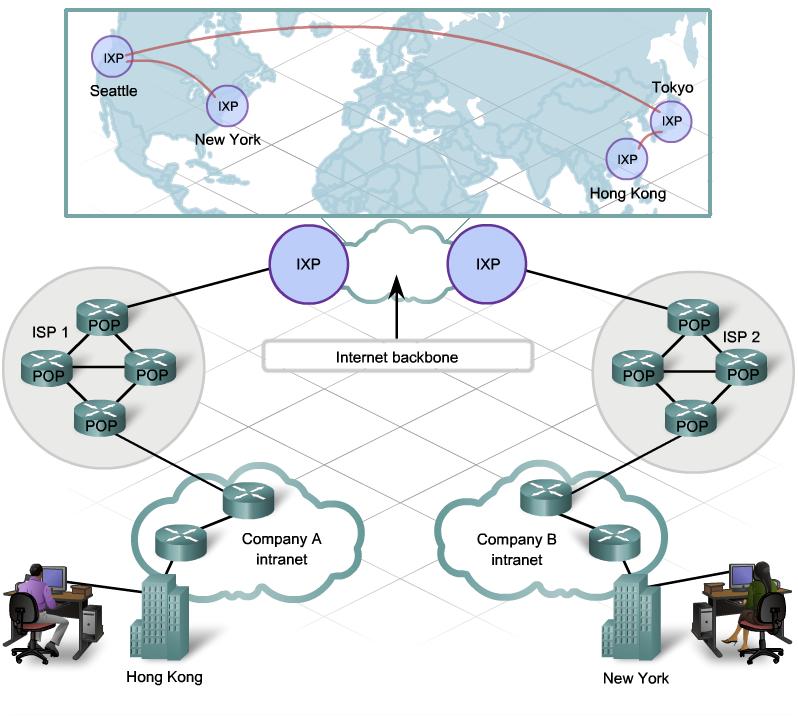 IXP
Seattle
IXP
New York
Tokyo
IXP
IXP
Hong Kong
IXP
IXP
Internet backbone
ISP 1
POP
POP
POP
POP
ISP 2
POP
POP
POP
POP
Company A
intranet
Company B
intranet
Hong Kong
New York